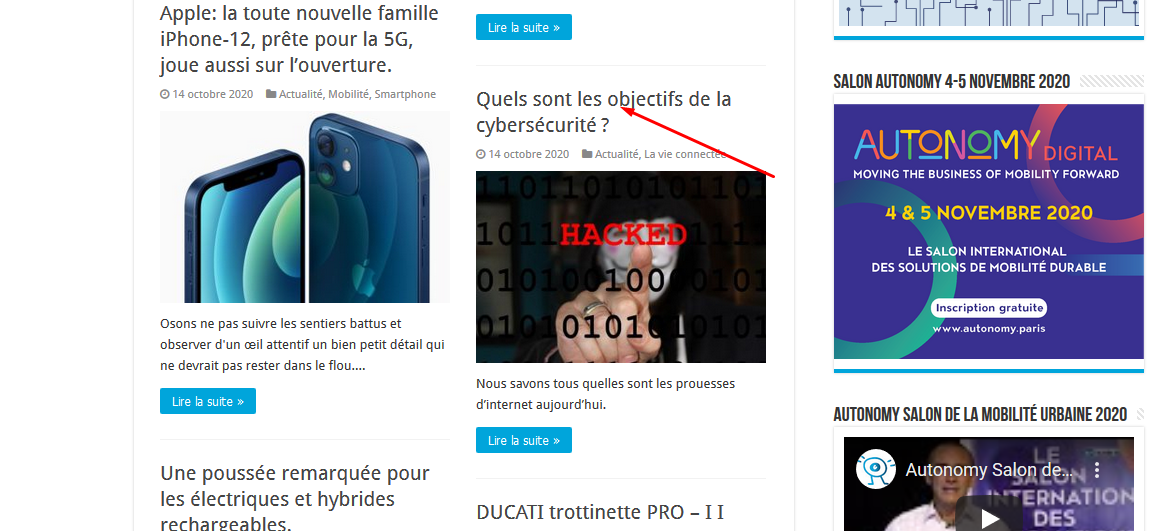 Apple: la toute nouvelle famille
iPhone-12, prête pour la 5G,
joue aussi sur l’ouverture.
14 octobre 2020 Actualité, Mobilité, Smartphone
Osons ne pas suivre les sentiers battus et
observer d'un œil attentif un bien petit détail qui
ne devrait pas rester dans le flou....
Lire la suite »
Une poussée remarquée pour
les électriques et hybrides
rechargeables.
Lire la suite »
Quels sont les objectifs de la
cybersécurité ?
14 octobre 2020 Actualité, La vie connectée
1011010101011011
1011 HACKED 1111
010100100001010
010101010110101
Nous savons tous quelles sont les prouesses
d’internet aujourd’hui.
Lire la suite »
DUCATI trottinette PRO – I I
SALON AUTONOMY 4-5 NOVEMBRE 2020
AUTONOMY DIGITAL
MOVING THE BUSINESS OF MOBILITY FORWARD
4 & 5 NOVEMBRE 2020
LE SALON INTERNATIONAL
DES SOLUTIONS DE MOBILITÉ DURABLE
Inscription gratuite
www.autonomy.paris
AUTONOMY SALON DE LA MOBILITÉ URBAINE 2020
Autonomy Salon de...
LE
SALON
INTERNATION
DES